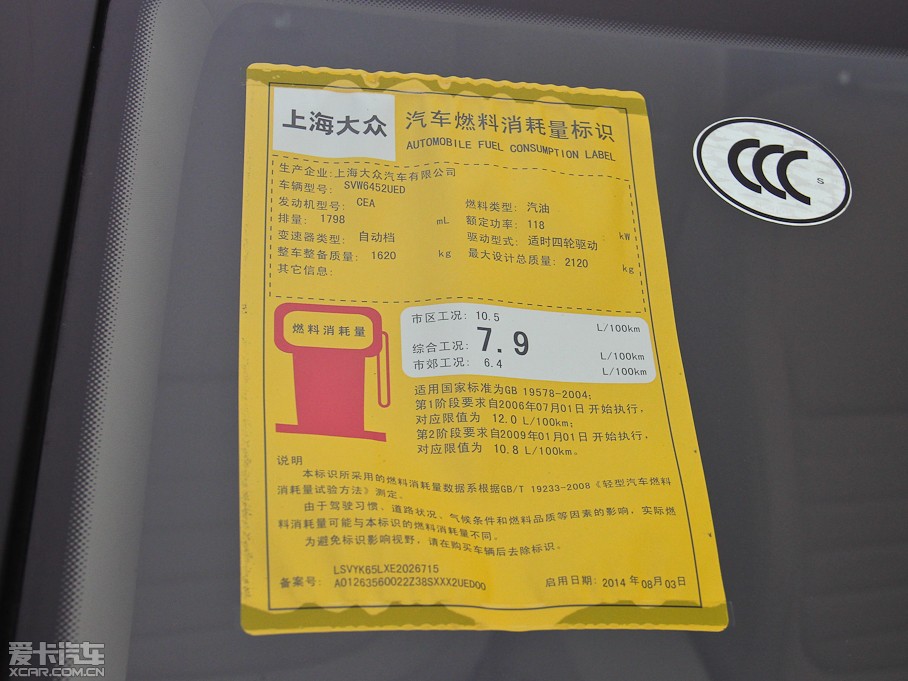 上海大众
汽车燃料消耗量标识
AUTOMOBILE FUEL CONSUMPTION LABEL
生产企业:上海大众汽车有限公司
车辆型号: SVW6452UED
发动机型号: CEA
燃料类型: 汽油
排量: 1798 mL
额定功率: 118 kW
变速器类型: 自动档
驱动型式: 适时四轮驱动
整车整备质量: 1620 kg
最大设计总质量: 2120 kg
其它信息:
燃料消耗量
市区工况: 10.5 L/100km
综合工况: 7.9 L/100km
市郊工况: 6.4 L/100km
适用国家标准为GB 19578-2004;
第1阶段要求自2006年07月01日 开始执行,
对应限值为 12.0 L/100km;
第2阶段要求自2009年01月01日 开始执行,
对应限值为 10.8 L/100km。
说明
本标识所采用的燃料消耗量数据系根据GB/T 19233-2008《轻型汽车燃料
消耗量试验方法》测定。
由于驾驶习惯、道路状况、气候条件和燃料品质等因素的影响,实际燃
料消耗量可能与本标识的燃料消耗量不同。
为避免标识影响视野,请在购买车辆后去除标识。
LSVYK65LXE2026715
备案号: A01263560022Z38SXXX2UED00
启用日期: 2014 年 08月 03日
CCC S
爱卡汽车
XCAR.COM.CN